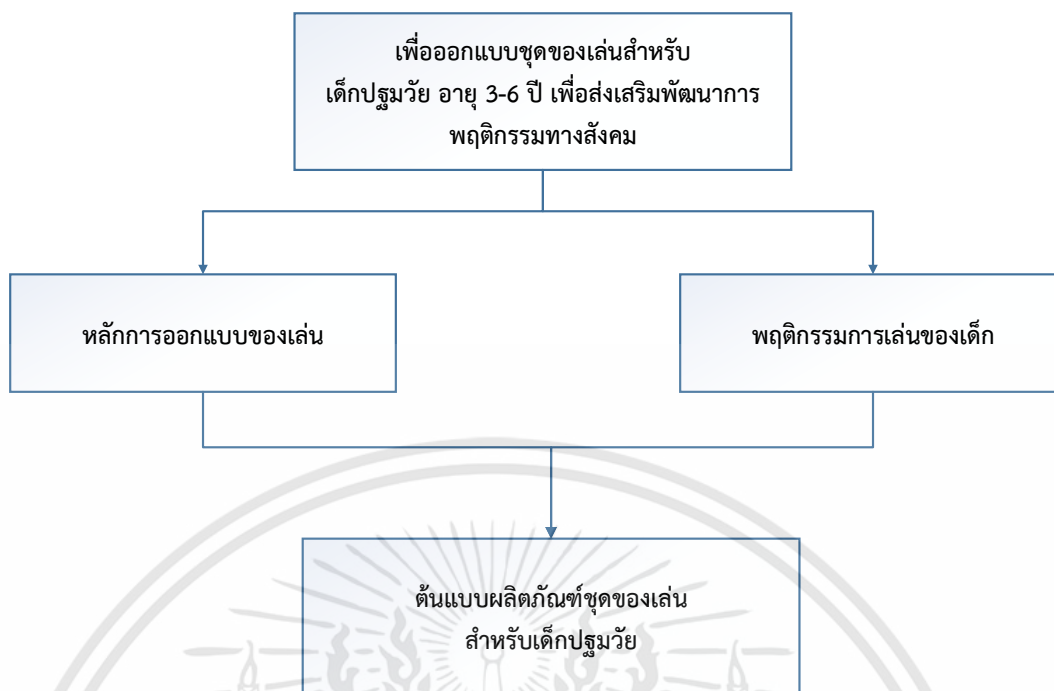 เพื่อออกแบบชุดของเล่นสำหรับ
เด็กปฐมวัย อายุ 3-6 ปี เพื่อส่งเสริมพัฒนาการ
พฤติกรรมทางสังคม
หลักการออกแบบของเล่น
พฤติกรรมการเล่นของเด็ก
ต้นแบบผลิตภัณฑ์ชุดของเล่น
สำหรับเด็กปฐมวัย